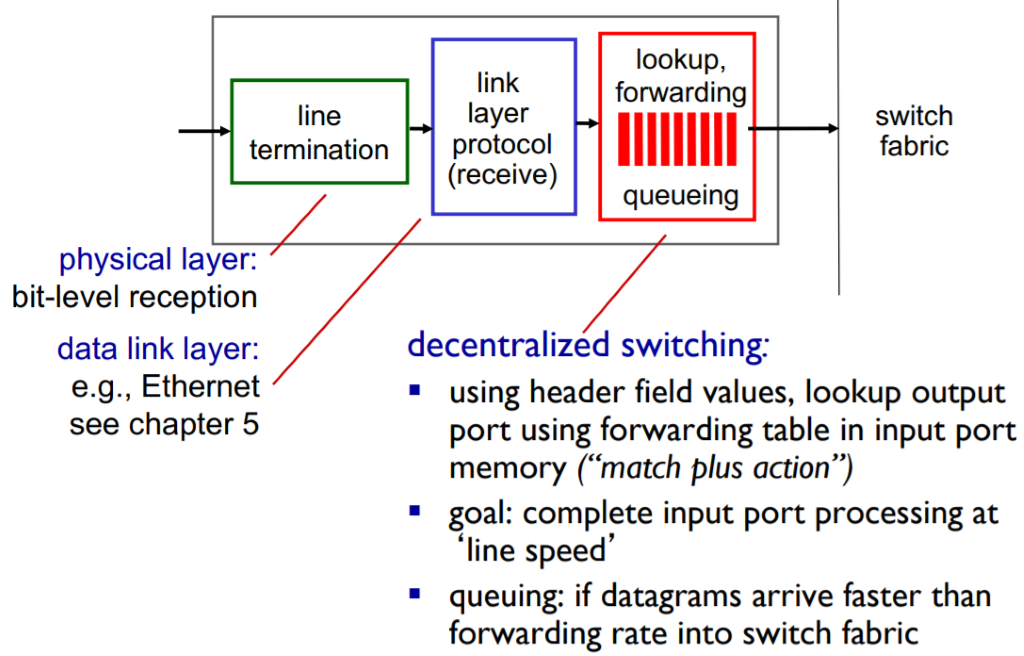 line
termination
link
layer
protocol
(receive)
lookup,
forwarding
queueing
switch
fabric
physical layer:
bit-level reception
data link layer:
e.g., Ethernet
see chapter 5
decentralized switching:
▪ using header field values, lookup output
port using forwarding table in input port
memory (“match plus action”)
▪ goal: complete input port processing at
‘line speed’
▪ queuing: if datagrams arrive faster than
forwarding rate into switch fabric